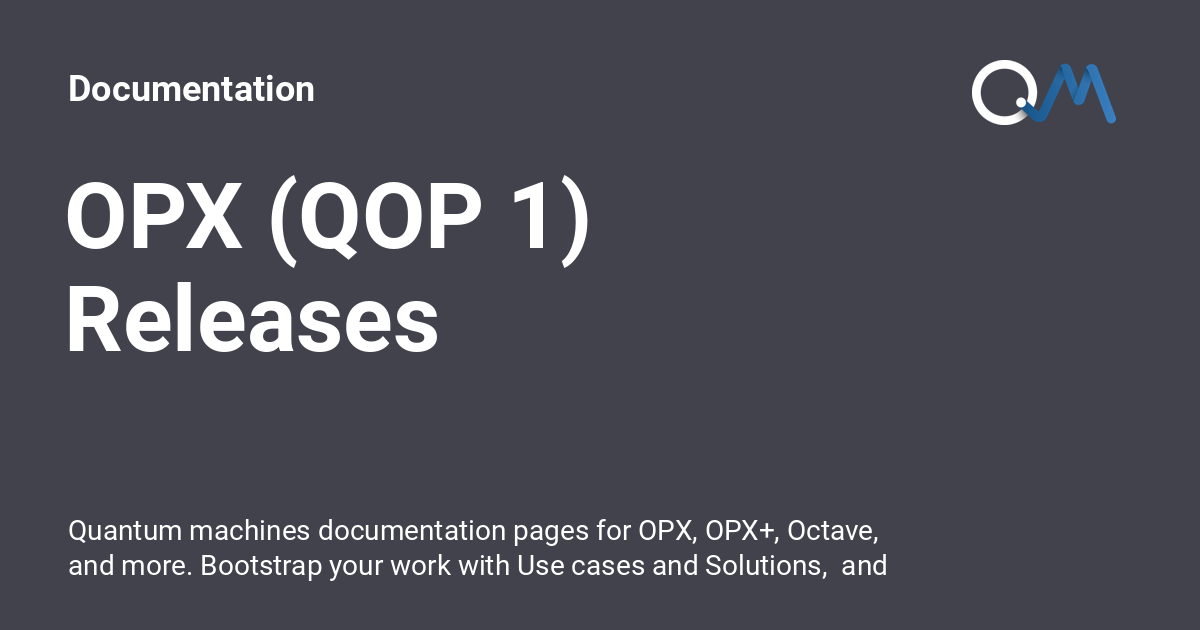 Documentation
QM
OPX (QOP 1)
Releases
Quantum machines documentation pages for OPX, OPX+, Octave,
and more. Bootstrap your work with Use cases and Solutions,  and